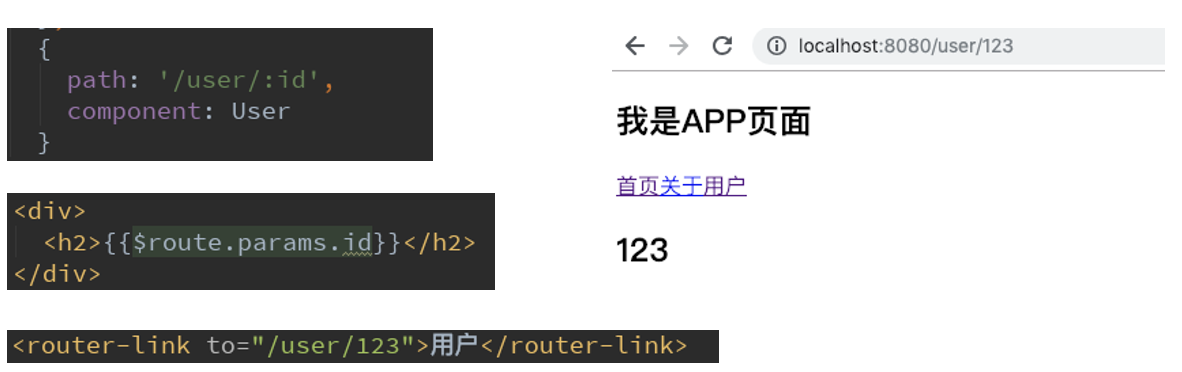 {
path: '/user/:id',
component: User
}
<div>
<h2>{{$route.params.id}}</h2>
</div>
<router-link to="/user/123">用户</router-link>
localhost:8080/user/123
我是APP页面
首页关于用户
123